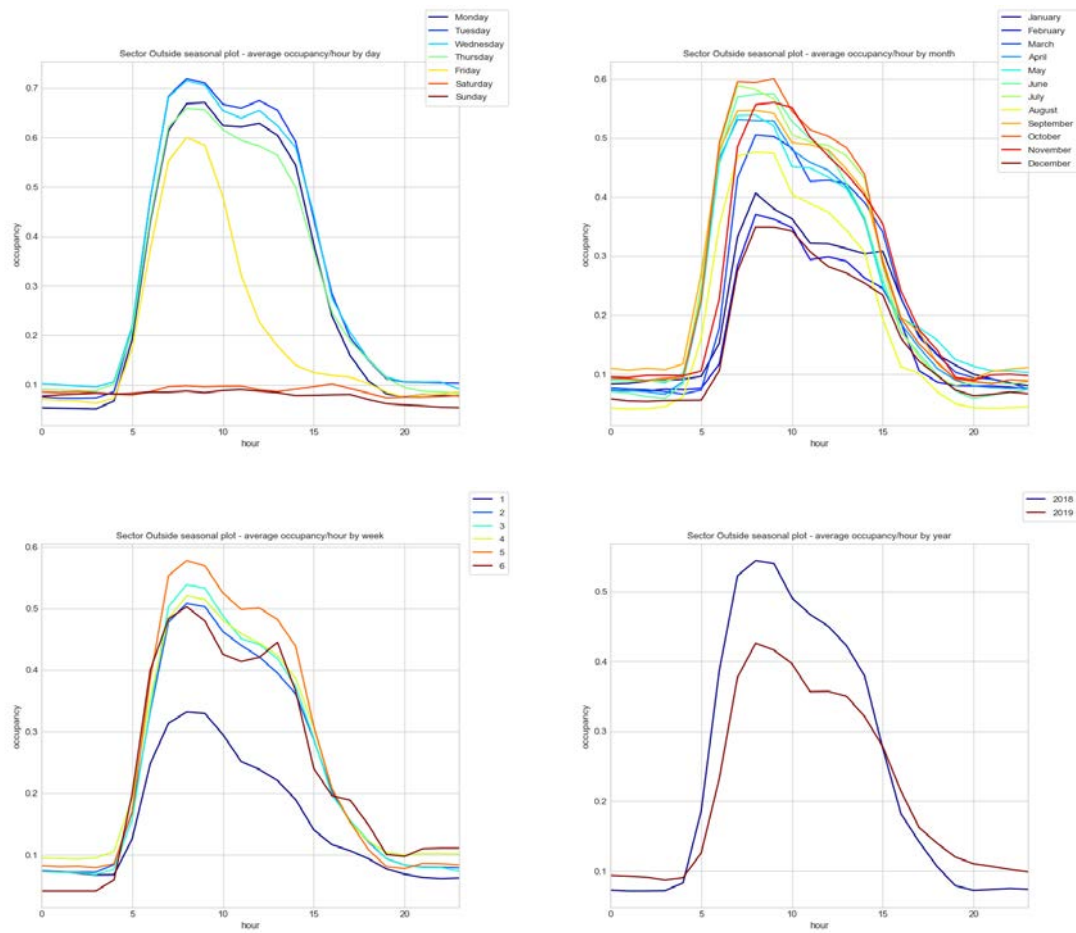 Monday
Tuesday
Wednesday
Thursday
Friday
Saturday
Sunday
Sector Outside seasonal plot - average occupancy/hour by day
0.7
0.6
0.5
0.4
0.3
0.2
0.1
occupancy
0 5 10 15 20
hour
January
February
March
April
May
June
July
August
September
October
November
December
Sector Outside seasonal plot - average occupancy/hour by month
0.6
0.5
0.4
0.3
0.2
0.1
occupancy
0 5 10 15 20
hour
1
2
3
4
5
6
Sector Outside seasonal plot - average occupancy/hour by week
0.6
0.5
0.4
0.3
0.2
0.1
occupancy
0 5 10 15 20
hour
2018
2019
Sector Outside seasonal plot - average occupancy/hour by year
0.5
0.4
0.3
0.2
0.1
occupancy
0 5 10 15 20
hour